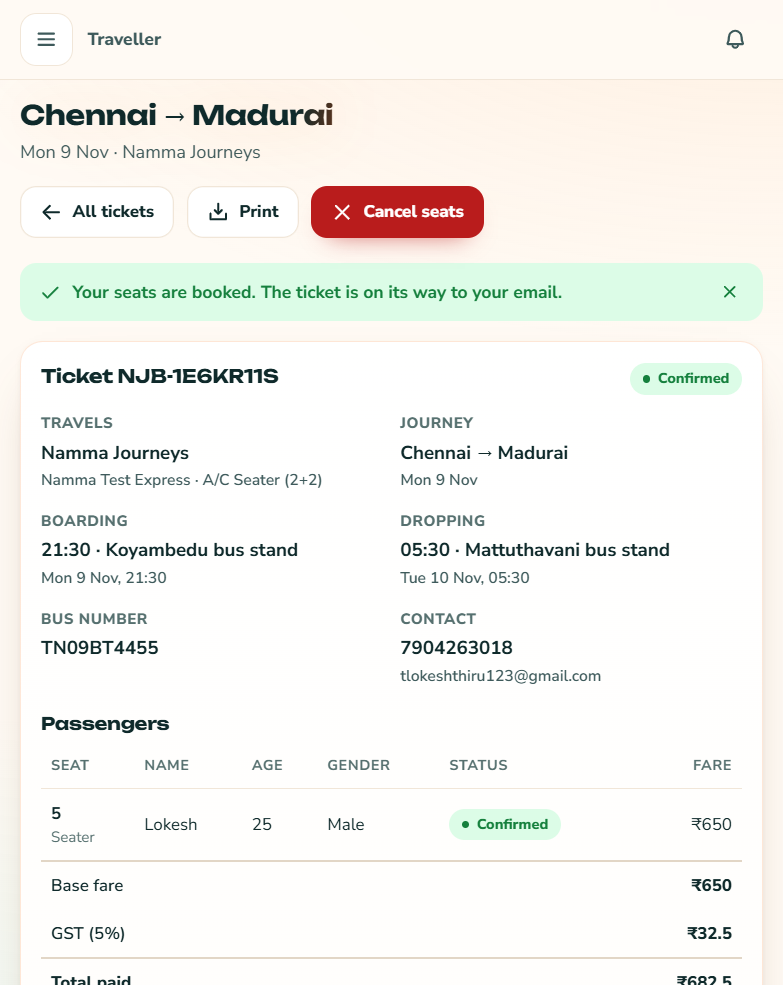 Traveller
Chennai → Madurai
Mon 9 Nov · Namma Journeys
All tickets
Print
Cancel seats
Your seats are booked. The ticket is on its way to your email.
Ticket NJB-1E6KR11S
Confirmed
TRAVELS
Namma Journeys
Namma Test Express · A/C Seater (2+2)
JOURNEY
Chennai → Madurai
Mon 9 Nov
BOARDING
21:30 · Koyambedu bus stand
Mon 9 Nov, 21:30
DROPPING
05:30 · Mattuthavani bus stand
Tue 10 Nov, 05:30
BUS NUMBER
TN09BT4455
CONTACT
7904263018
tlokeshthiru123@gmail.com
Passengers
SEAT NAME AGE GENDER STATUS FARE
5 Lokesh 25 Male Confirmed ₹650
Seater
Base fare ₹650
GST (5%) ₹32.5
Total paid ₹682.5